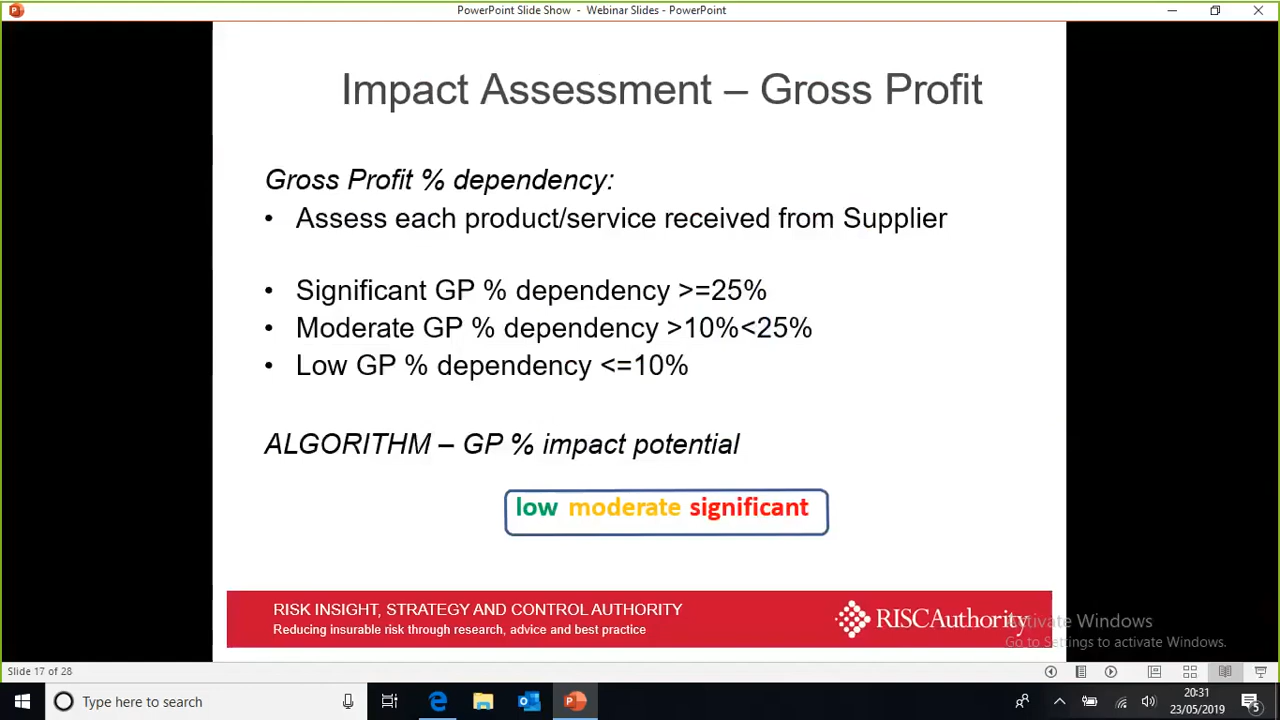 PowerPoint Slide Show - Webinar Slides - PowerPoint
Impact Assessment – Gross Profit
Gross Profit % dependency:
• Assess each product/service received from Supplier
• Significant GP % dependency >=25%
• Moderate GP % dependency >10%<25%
• Low GP % dependency <=10%
ALGORITHM – GP % impact potential
low moderate significant
RISK INSIGHT, STRATEGY AND CONTROL AUTHORITY
Reducing insurable risk through research, advice and best practice
RISCAuthority
Activate Windows
Go to Settings to activate Windows.
Slide 17 of 28
Type here to search
20:31
23/05/2019
5